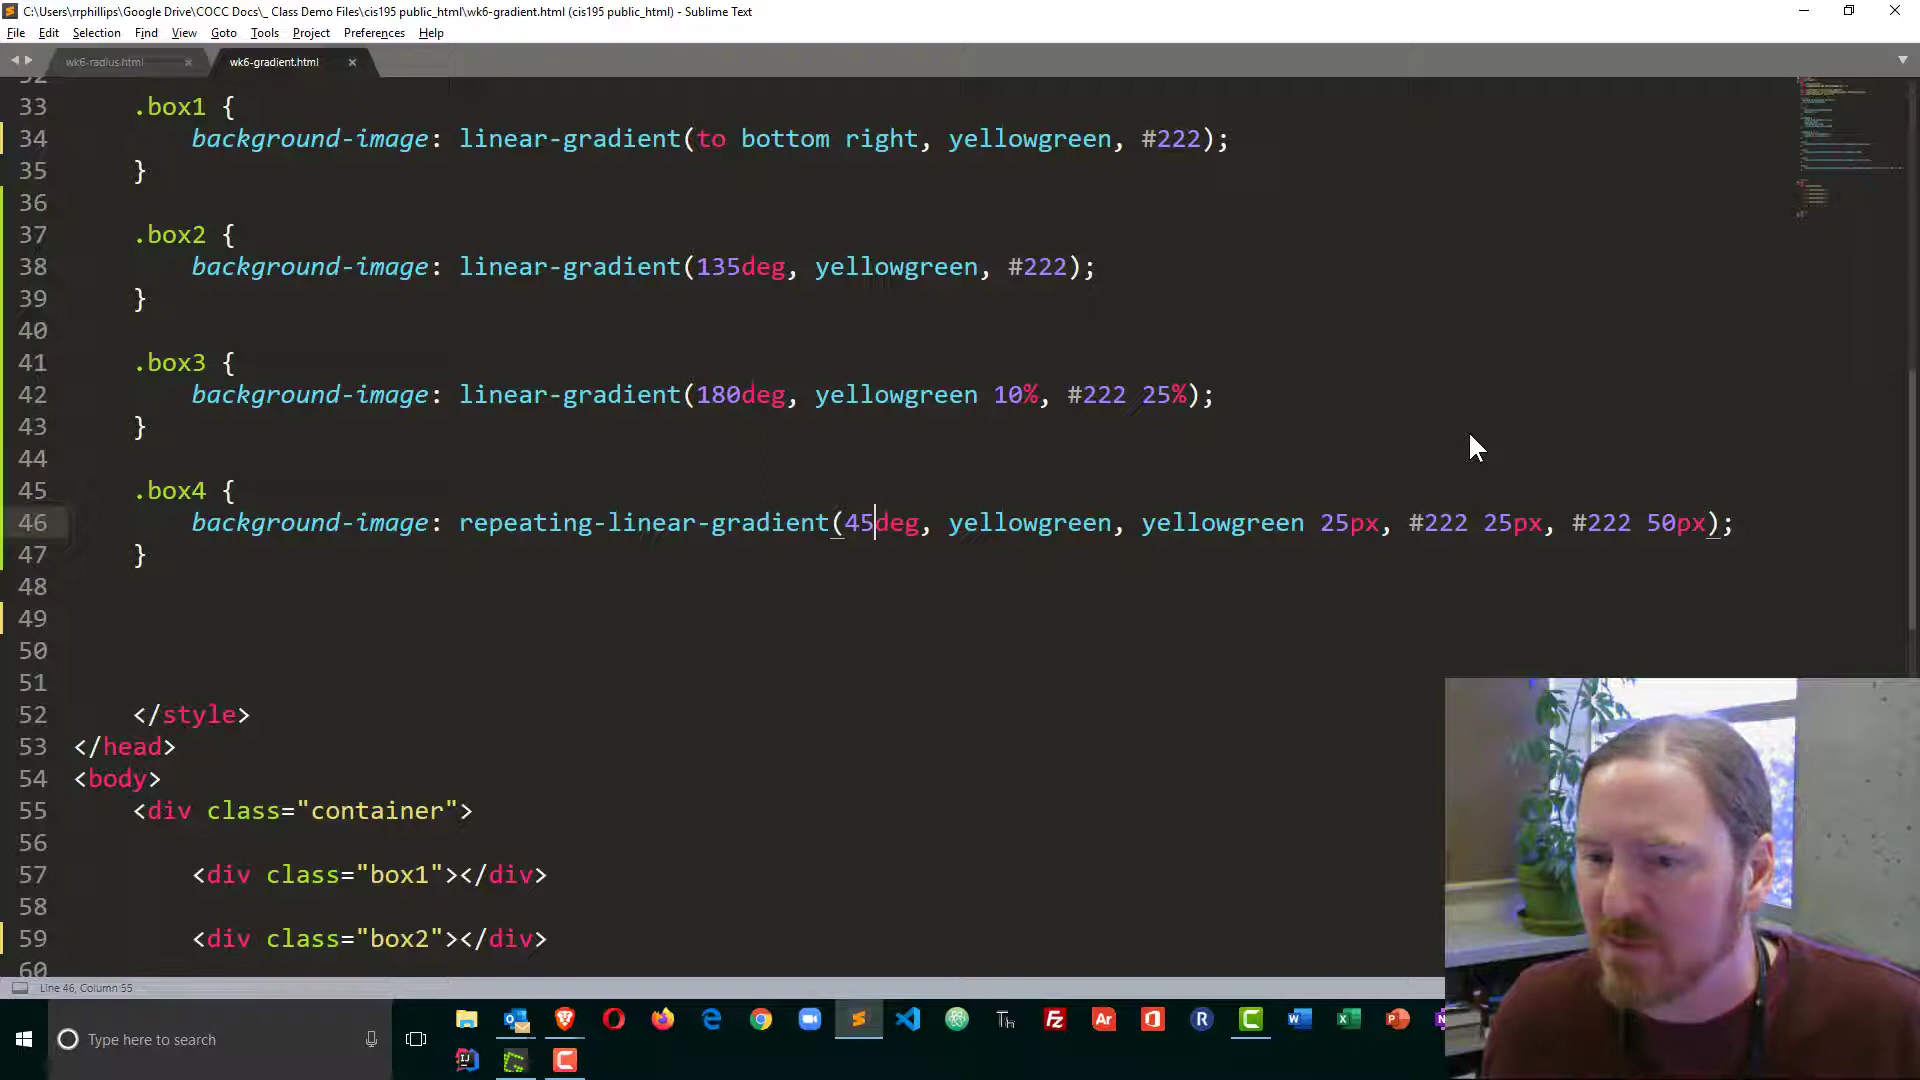 C:\Users\rrphillips\Google Drive\COCC Docs\_ Class Demo Files\cis195 public_html\wk6-gradient.html (cis195 public_html) - Sublime Text
File Edit Selection Find View Goto Tools Project Preferences Help
wk6-radius.html wk6-gradient.html
32
33 .box1 {
34 background-image: linear-gradient(to bottom right, yellowgreen, #222);
35 }
36
37 .box2 {
38 background-image: linear-gradient(135deg, yellowgreen, #222);
39 }
40
41 .box3 {
42 background-image: linear-gradient(180deg, yellowgreen 10%, #222 25%);
43 }
44
45 .box4 {
46 background-image: repeating-linear-gradient(45deg, yellowgreen, yellowgreen 25px, #222 25px, #222 50px);
47 }
48
49
50
51
52 </style>
53 </head>
54 <body>
55 <div class="container">
56
57 <div class="box1"></div>
58
59 <div class="box2"></div>
60
Line 46, Column 55
Type here to search